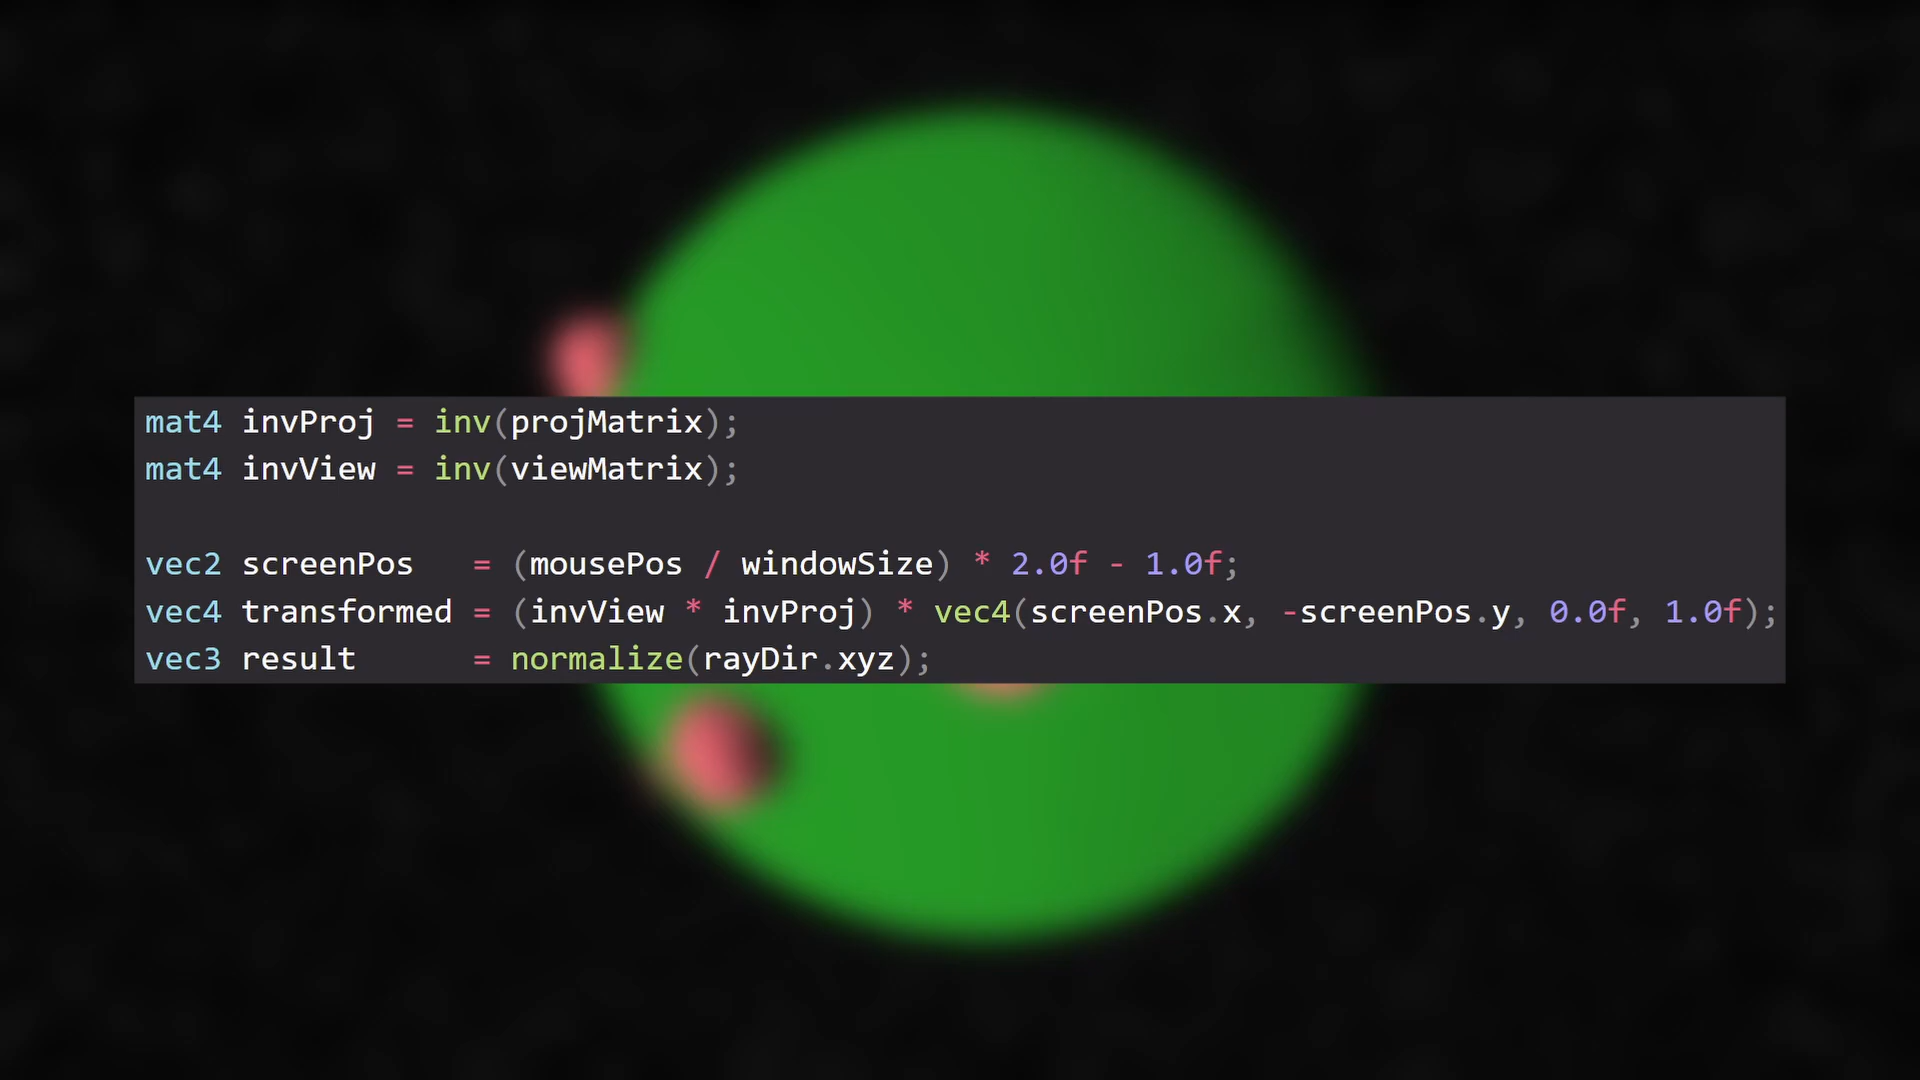 mat4 invProj = inv(projMatrix);
mat4 invView = inv(viewMatrix);
vec2 screenPos   = (mousePos / windowSize) * 2.0f - 1.0f;
vec4 transformed = (invView * invProj) * vec4(screenPos.x, -screenPos.y, 0.0f, 1.0f);
vec3 result      = normalize(rayDir.xyz);